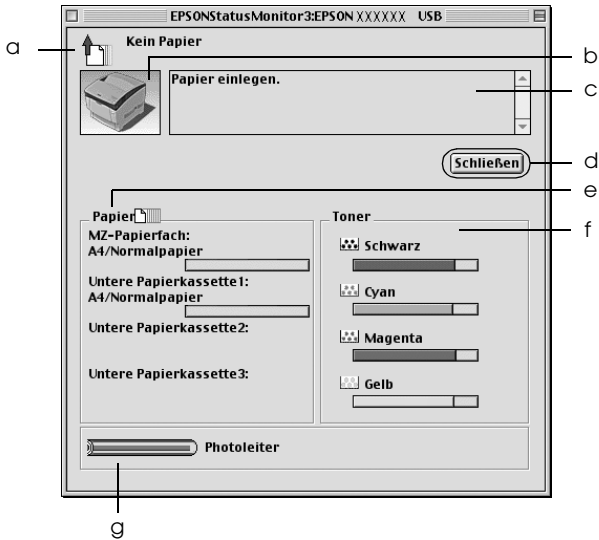 EPSONStatusMonitor3:EPSON XXXXXX USB
a
Kein Papier
b
Papier einlegen.
c
Schließen
d
e
Papier
Toner
f
MZ-Papierfach:
A4/Normalpapier
Schwarz
Untere Papierkassette1:
A4/Normalpapier
Cyan
Untere Papierkassette2:
Magenta
Untere Papierkassette3:
Gelb
Photoleiter
g